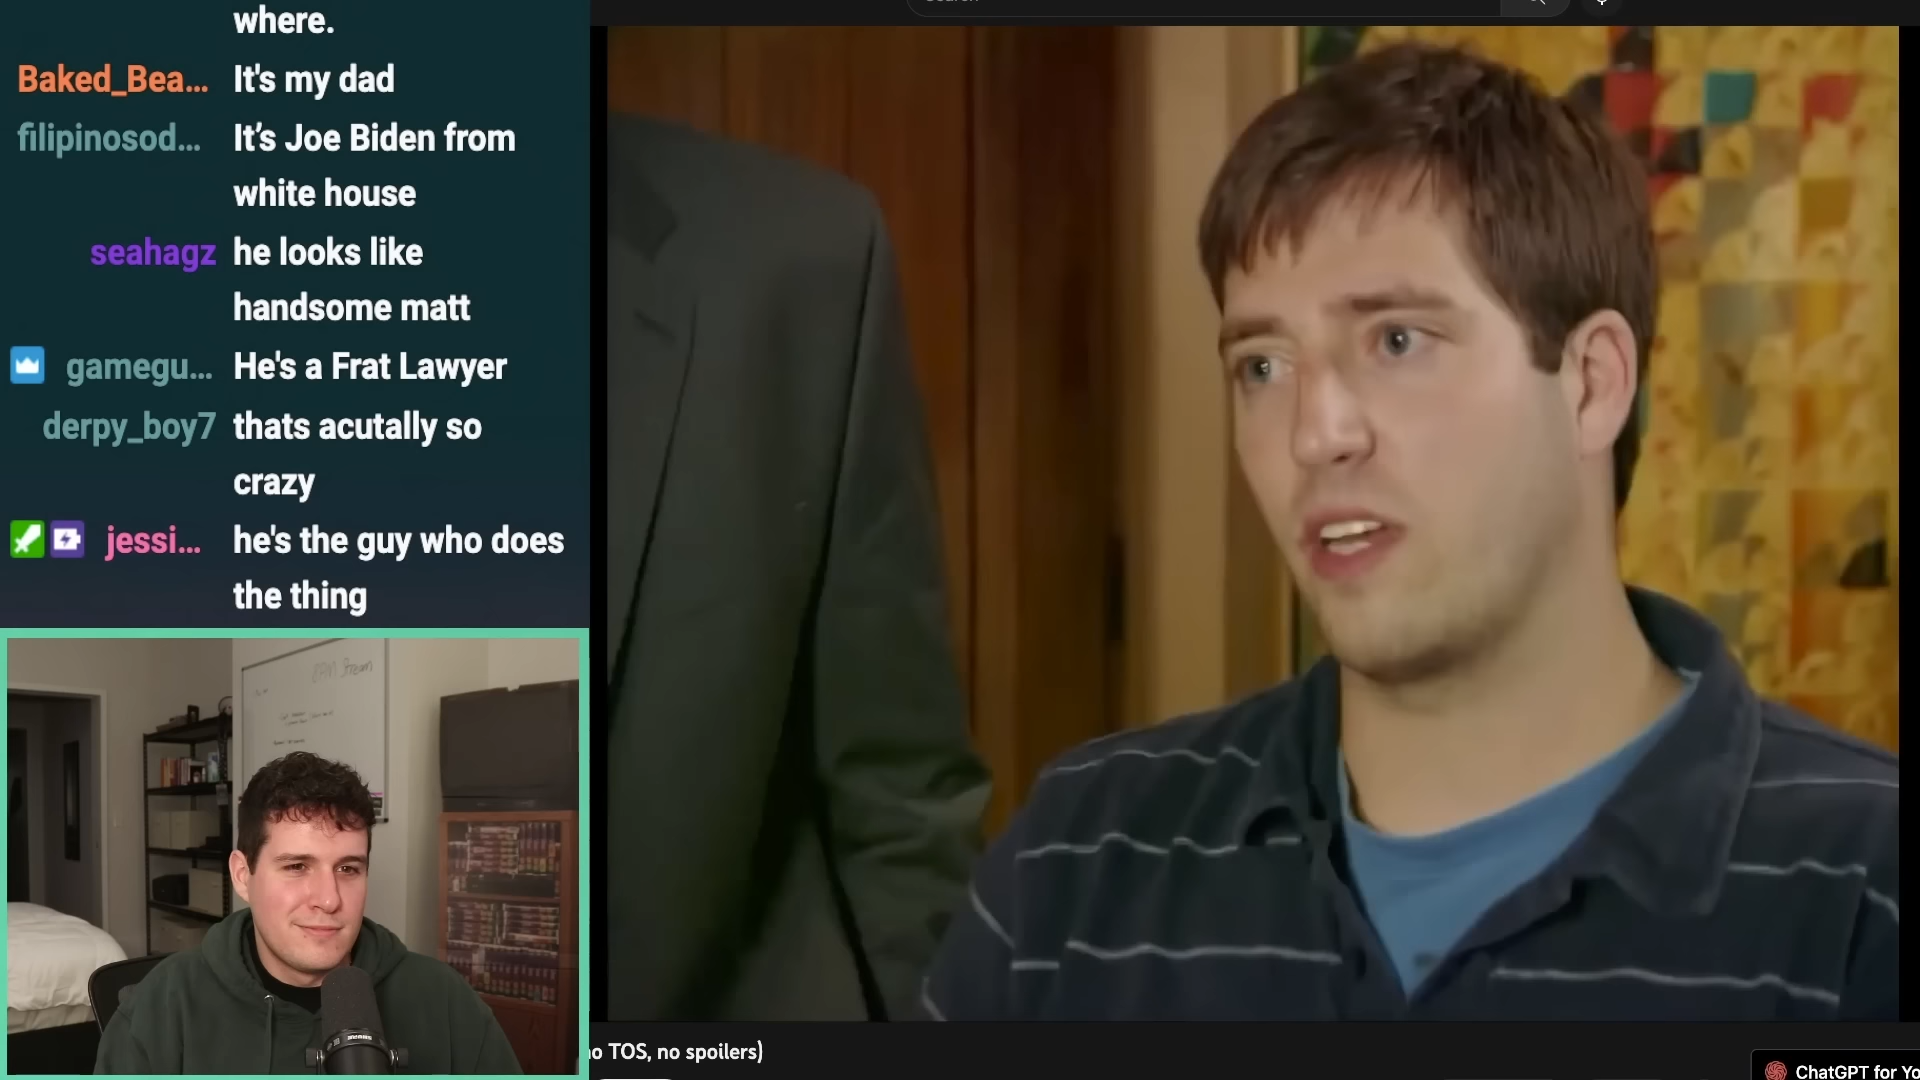 where.
Baked_Bea... It's my dad
filipinosod... It’s Joe Biden from
white house
seahagz he looks like
handsome matt
gamegu... He's a Frat Lawyer
derpy_boy7 thats acutally so
crazy
jessi... he's the guy who does
the thing
no TOS, no spoilers)
ChatGPT for Yo